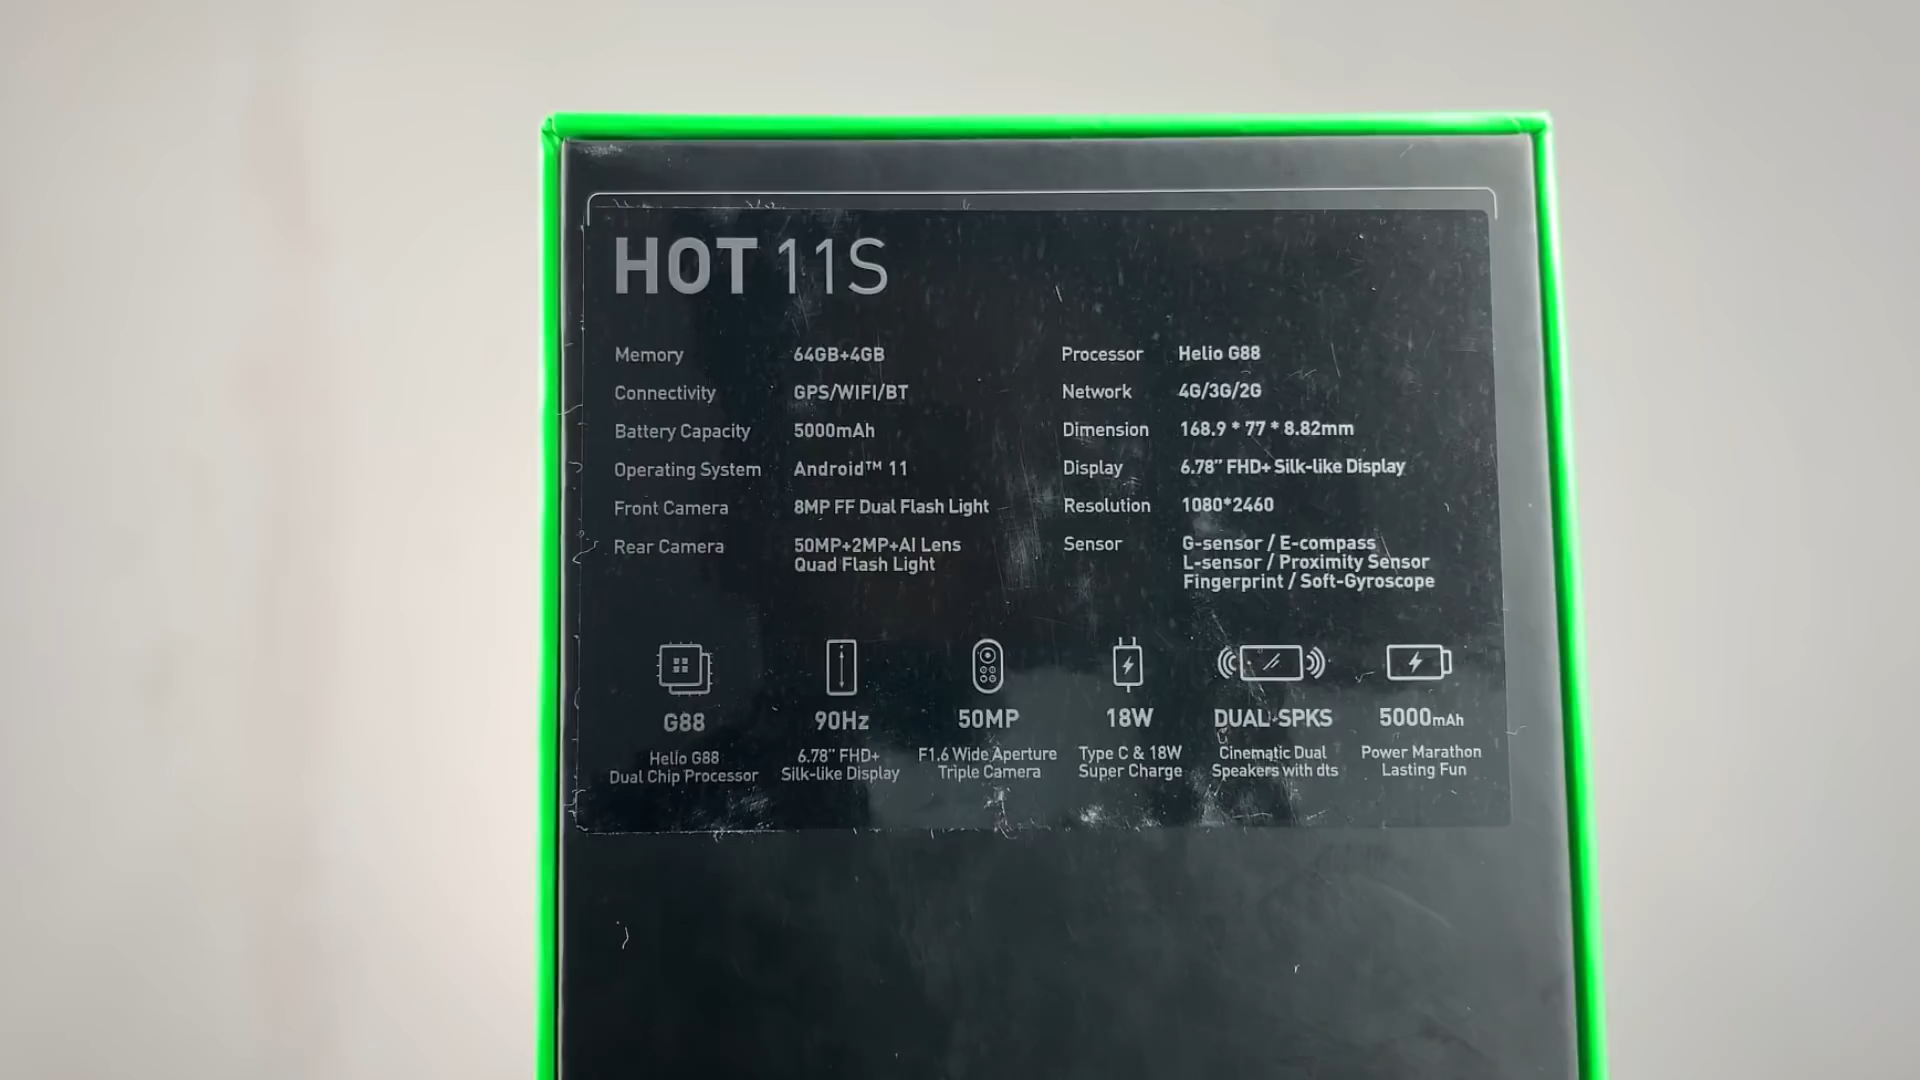 HOT 11S
Memory 64GB+4GB
Connectivity GPS/WIFI/BT
Battery Capacity 5000mAh
Operating System Android™ 11
Front Camera 8MP FF Dual Flash Light
Rear Camera 50MP+2MP+AI Lens
Quad Flash Light
Processor Helio G88
Network 4G/3G/2G
Dimension 168.9 * 77 * 8.82mm
Display 6.78" FHD+ Silk-like Display
Resolution 1080*2460
Sensor G-sensor / E-compass
L-sensor / Proximity Sensor
Fingerprint / Soft-Gyroscope
G88
Helio G88
Dual Chip Processor
90Hz
6.78" FHD+
Silk-like Display
50MP
F1.6 Wide Aperture
Triple Camera
18W
Type C & 18W
Super Charge
DUAL-SPKS
Cinematic Dual
Speakers with dts
5000mAh
Power Marathon
Lasting Fun